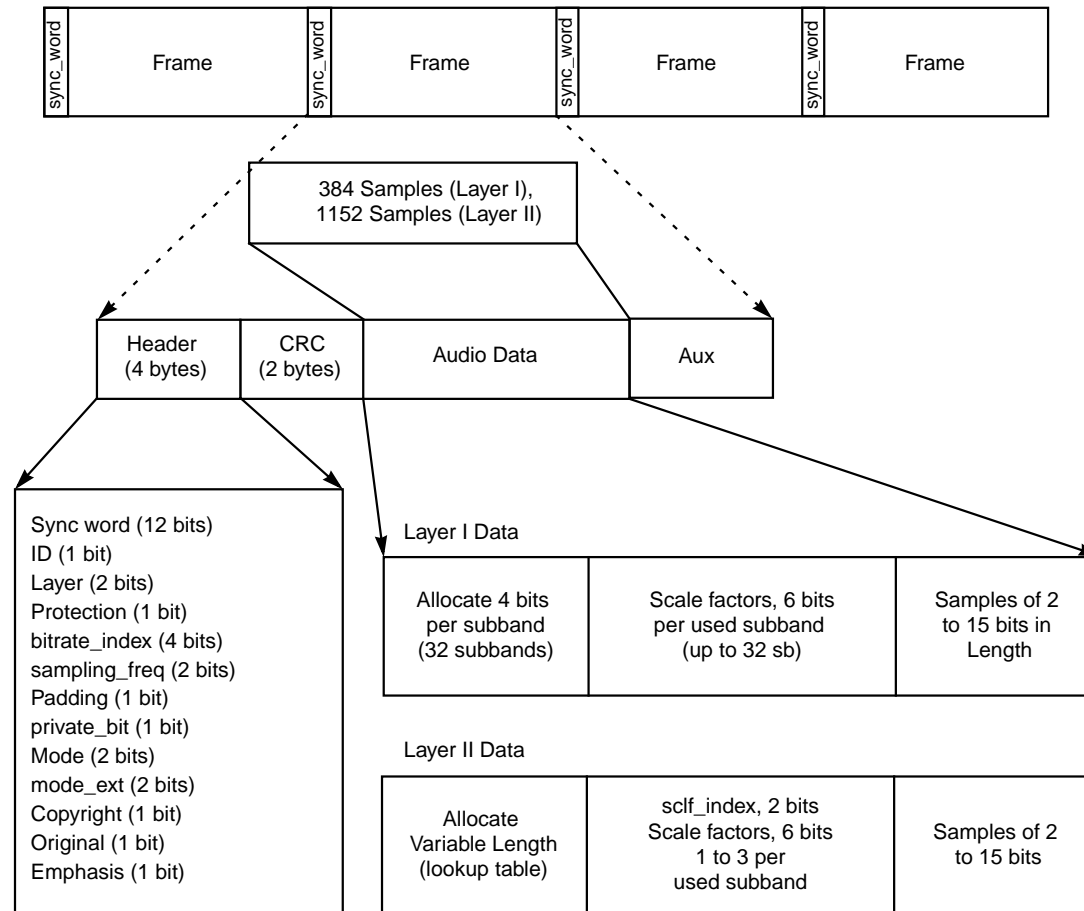 sync_word
Frame
sync_word
Frame
sync_word
Frame
sync_word
Frame
384 Samples (Layer I),
1152 Samples (Layer II)
Header
(4 bytes)
CRC
(2 bytes)
Audio Data
Aux
Sync word (12 bits)
ID (1 bit)
Layer (2 bits)
Protection (1 bit)
bitrate_index (4 bits)
sampling_freq (2 bits)
Padding (1 bit)
private_bit (1 bit)
Mode (2 bits)
mode_ext (2 bits)
Copyright (1 bit)
Original (1 bit)
Emphasis (1 bit)
Layer I Data
Allocate 4 bits
per subband
(32 subbands)
Scale factors, 6 bits
per used subband
(up to 32 sb)
Samples of 2
to 15 bits in
Length
Layer II Data
Allocate
Variable Length
(lookup table)
sclf_index, 2 bits
Scale factors, 6 bits
1 to 3 per
used subband
Samples of 2
to 15 bits